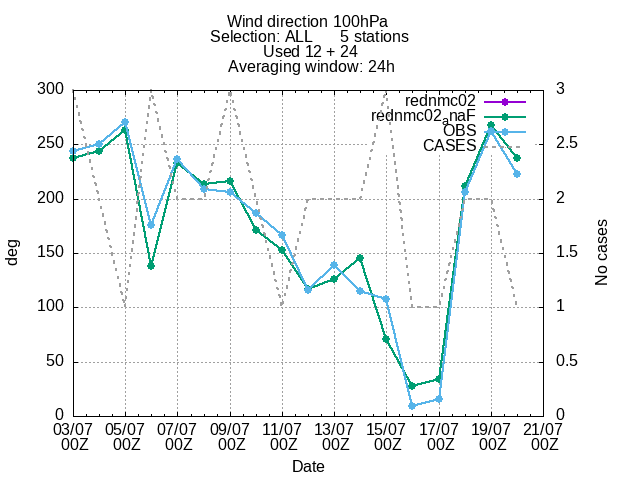 Wind direction 100hPa
Selection: ALL 5 stations
Used 12 + 24
Averaging window: 24h
300 3
rednmc02
rednmc02_naF
OBS
CASES
250 2.5
200 2
150 1.5
100 1
50 0.5
0 0
deg
No cases
03/07 05/07 07/07 09/07 11/07 13/07 15/07 17/07 19/07 21/07
00Z 00Z 00Z 00Z 00Z 00Z 00Z 00Z 00Z 00Z
Date